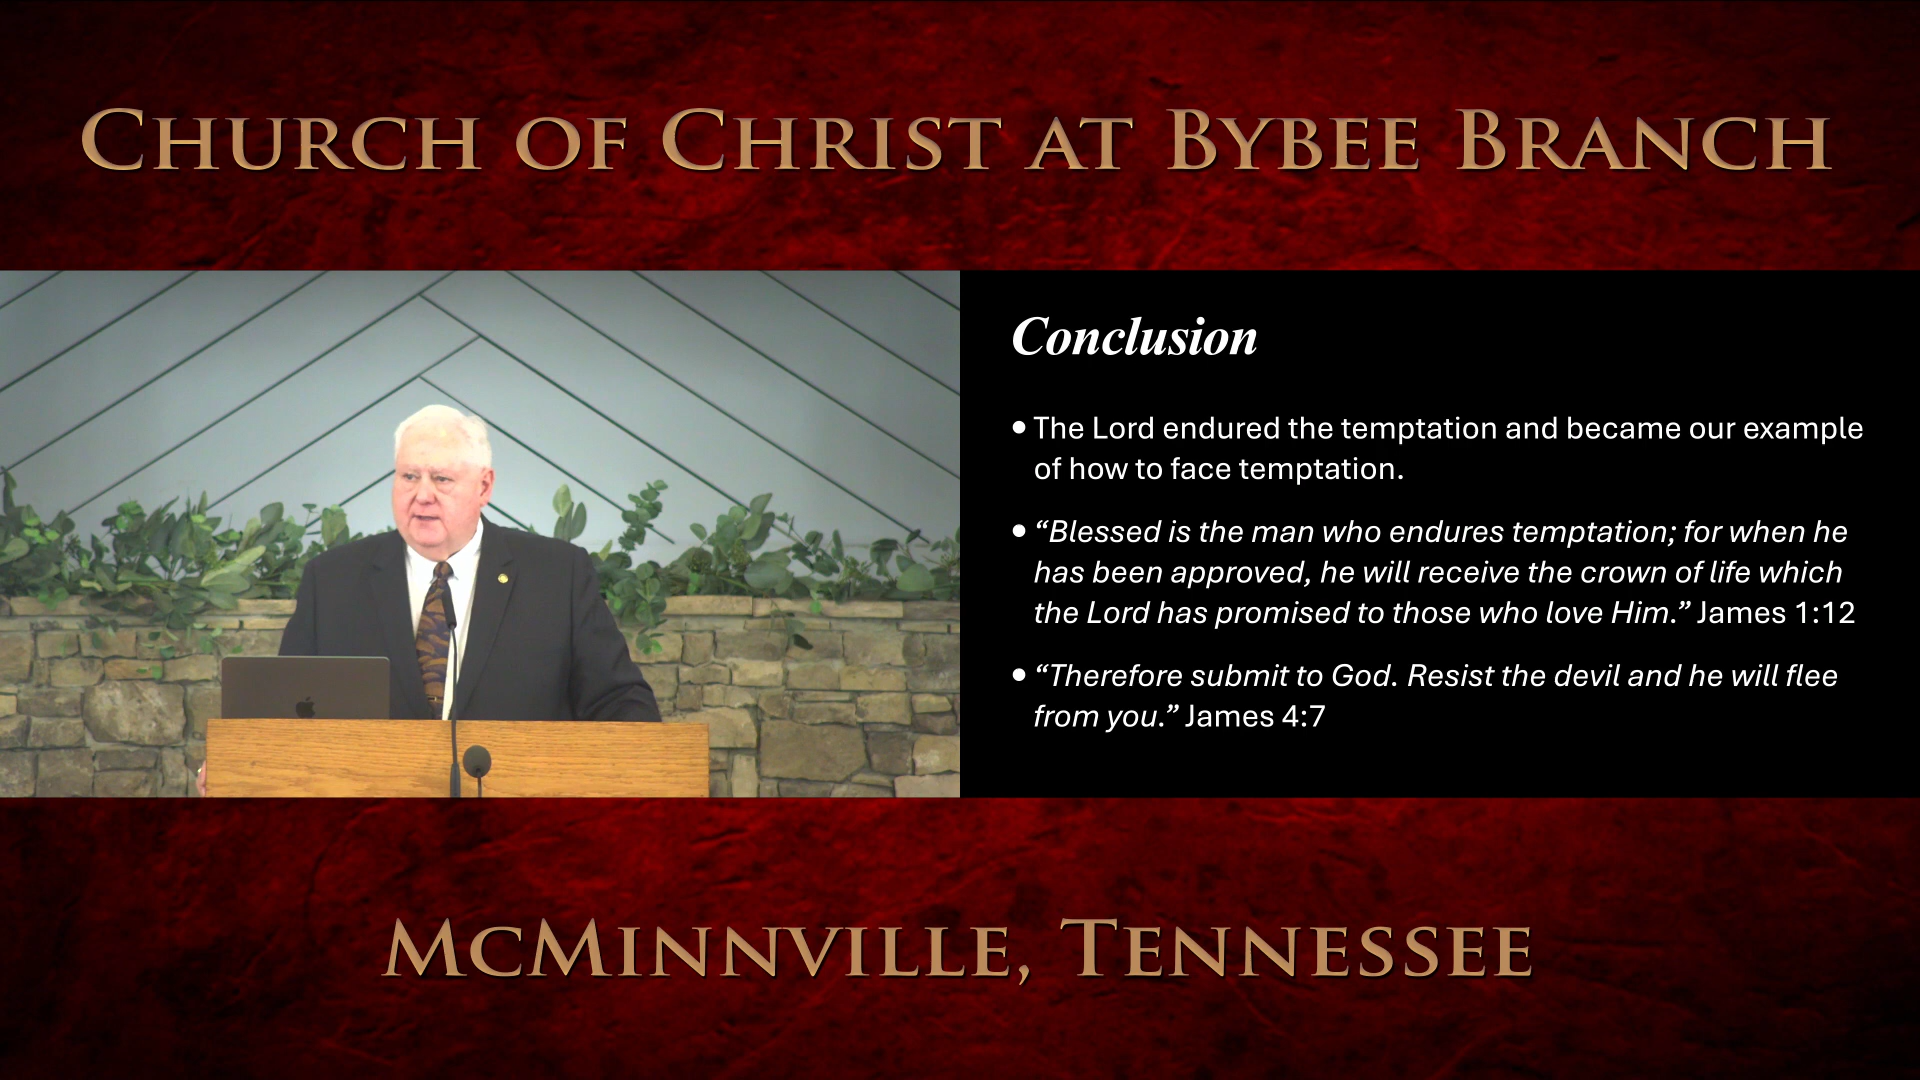 Church of Christ at Bybee Branch
Conclusion
• The Lord endured the temptation and became our example
of how to face temptation.
• “Blessed is the man who endures temptation; for when he
has been approved, he will receive the crown of life which
the Lord has promised to those who love Him.” James 1:12
• “Therefore submit to God. Resist the devil and he will flee
from you.” James 4:7
McMinnville, Tennessee